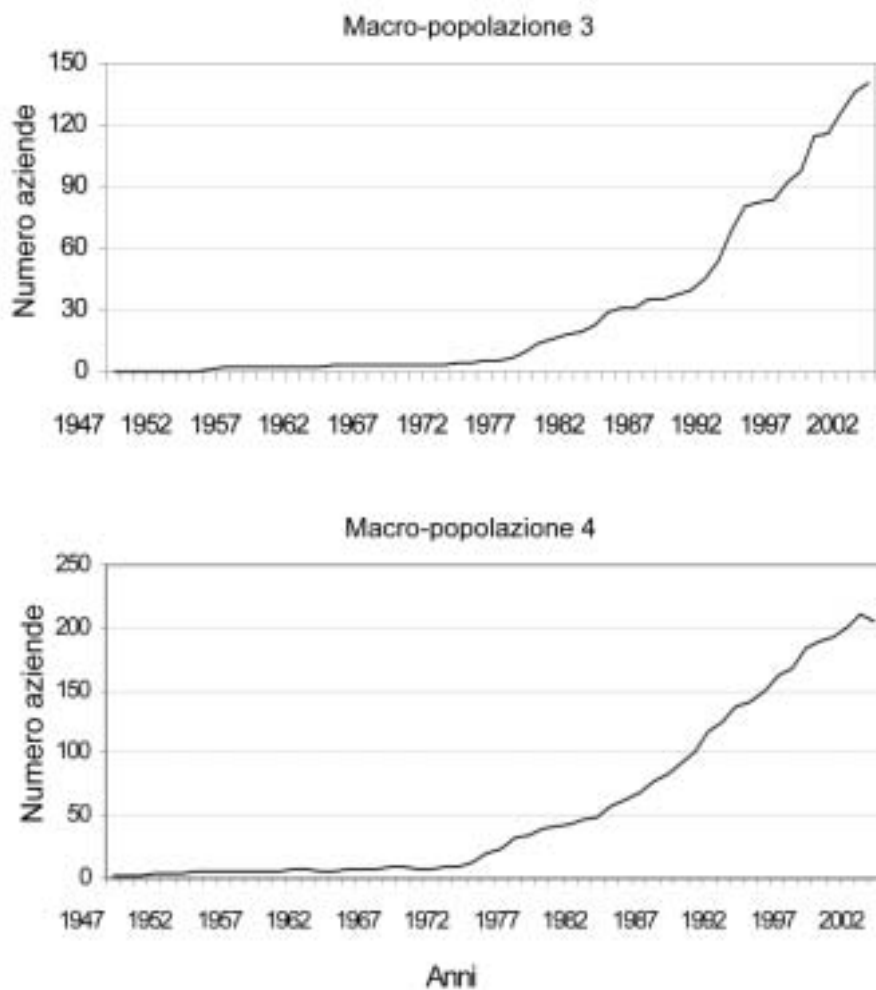 Macro-popolazione 3
150
120
90
60
30
0
Numero aziende
1947 1952 1957 1962 1967 1972 1977 1982 1987 1992 1997 2002
Macro-popolazione 4
250
200
150
100
50
0
Numero aziende
1947 1952 1957 1962 1967 1972 1977 1982 1987 1992 1997 2002
Anni